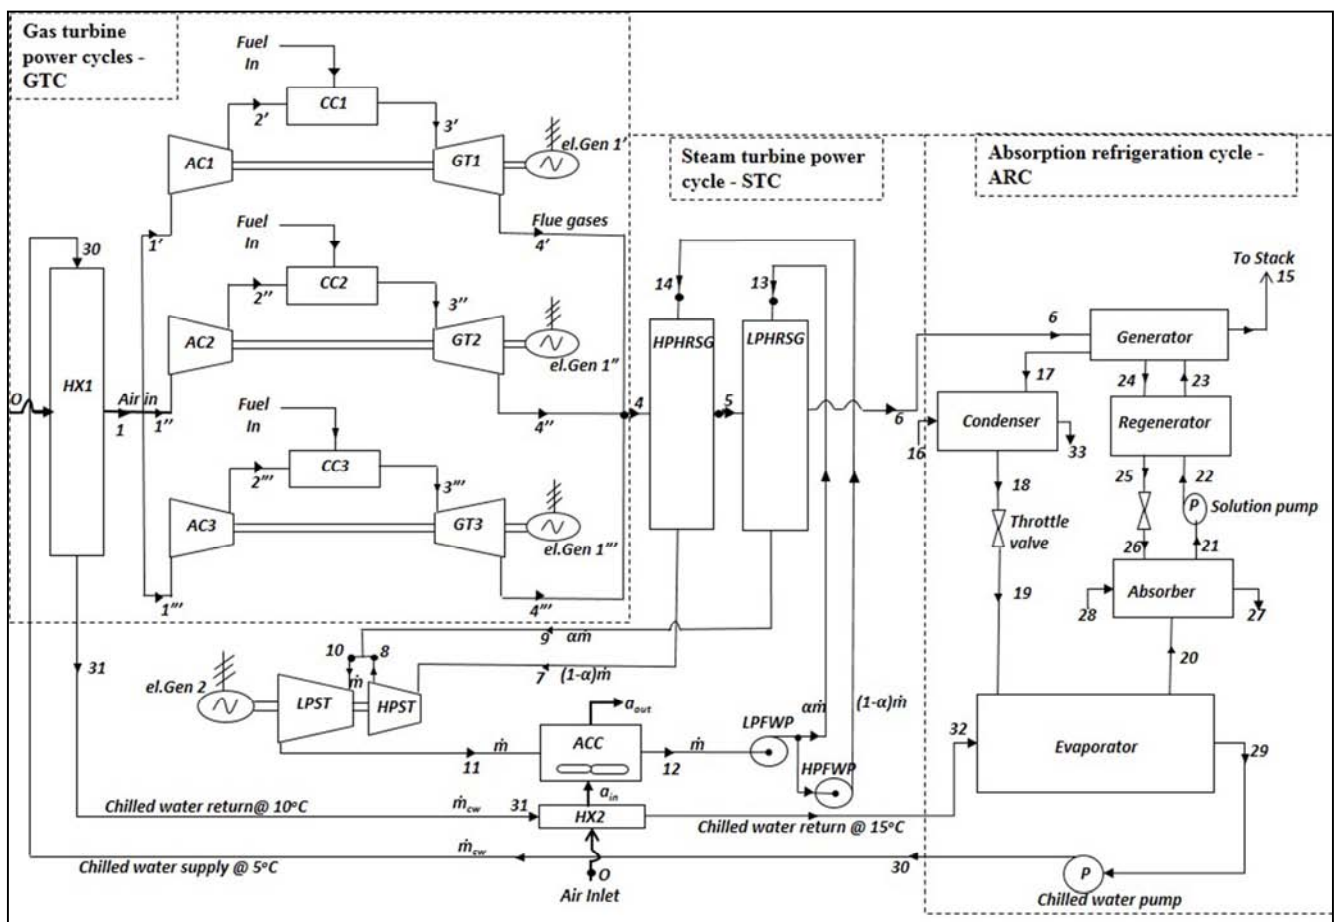 Gas turbine
power cycles -
GTC
Fuel
In
CC1
2'
3'
AC1
GT1
el.Gen 1'
Flue gases
1'
4'
Fuel
In
CC2
2''
3''
AC2
GT2
el.Gen 1''
1''
4''
Fuel
In
CC3
2'''
3'''
AC3
GT3
el.Gen 1'''
1'''
4'''
30
HX1
O
Air in
1
31
Steam turbine power
cycle - STC
14
13
HPHRSG
LPHRSG
4
5
6
9
αṁ
10
8
ṁ
7
(1-α)ṁ
el.Gen 2
LPST
HPST
a out
ACC
11
ṁ
12
ṁ
LPFWP
αṁ
(1-α)ṁ
HPFWP
a in
HX2
31
Chilled water return@ 10°C
ṁcw
Chilled water return @ 15°C
Chilled water supply @ 5°C
ṁcw
O
Air Inlet
30
Absorption refrigeration cycle -
ARC
To Stack
15
6
Generator
17
24
23
Condenser
Regenerator
16
33
18
25
22
Throttle
valve
P
Solution pump
26
21
19
Absorber
28
27
20
32
Evaporator
29
P
Chilled water pump